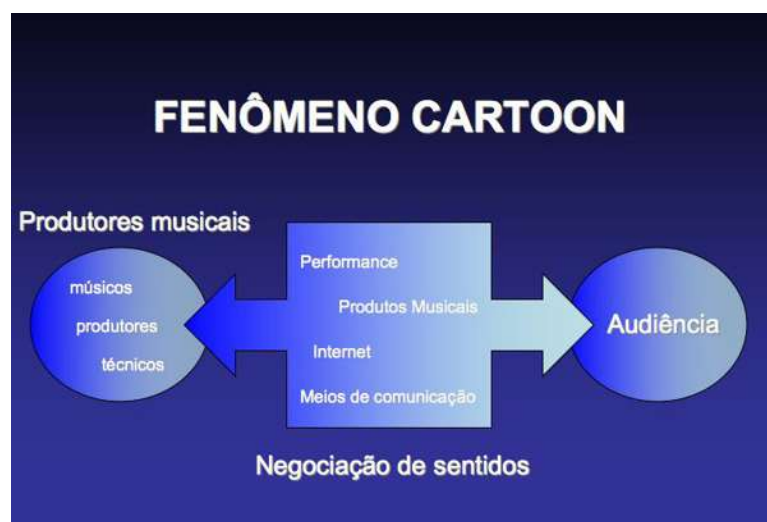 FENÔMENO CARTOON
Produtores musicais
músicos
produtores
técnicos
Performance
Produtos Musicais
Internet
Meios de comunicação
Audiência
Negociação de sentidos